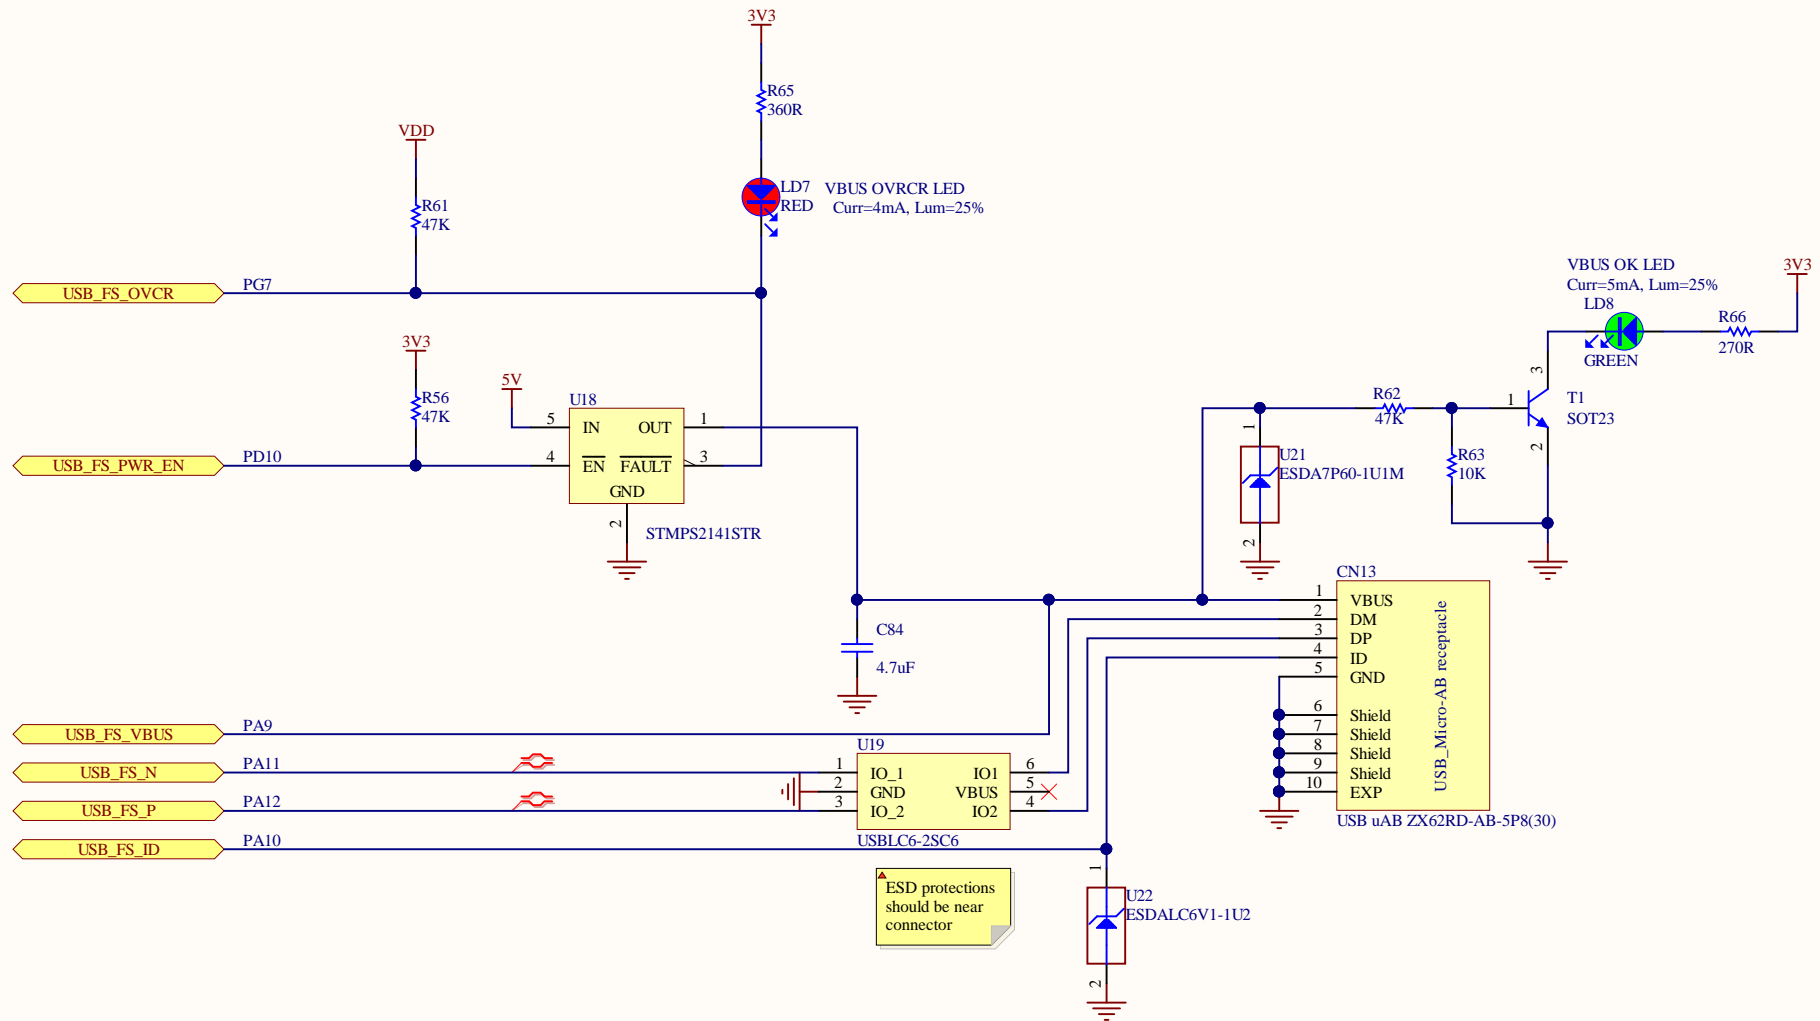 3V3
R65
360R
VDD
LD7
RED
VBUS OVRCR LED
Curr=4mA, Lum=25%
R61
47K
USB_FS_OVCR
PG7
VBUS OK LED
Curr=5mA, Lum=25%
LD8
GREEN
3V3
R66
270R
3V3
R56
47K
5V
U18
5
IN
OUT
1
4
EN
FAULT
3
GND
2
STMPS2141STR
USB_FS_PWR_EN
PD10
R62
47K
1
3
2
T1
SOT23
R63
10K
1
U21
ESDA7P60-1U1M
2
C84
4.7uF
CN13
1
VBUS
2
DM
3
DP
4
ID
5
GND
6
Shield
7
Shield
8
Shield
9
Shield
10
EXP
USB_Micro-AB receptacle
USB uAB ZX62RD-AB-5P8(30)
USB_FS_VBUS
PA9
USB_FS_N
PA11
USB_FS_P
PA12
USB_FS_ID
PA10
U19
1
IO_1
IO1
6
2
GND
VBUS
5
3
IO_2
IO2
4
USBLC6-2SC6
ESD protections
should be near
connector
1
U22
ESDALC6V1-1U2
2